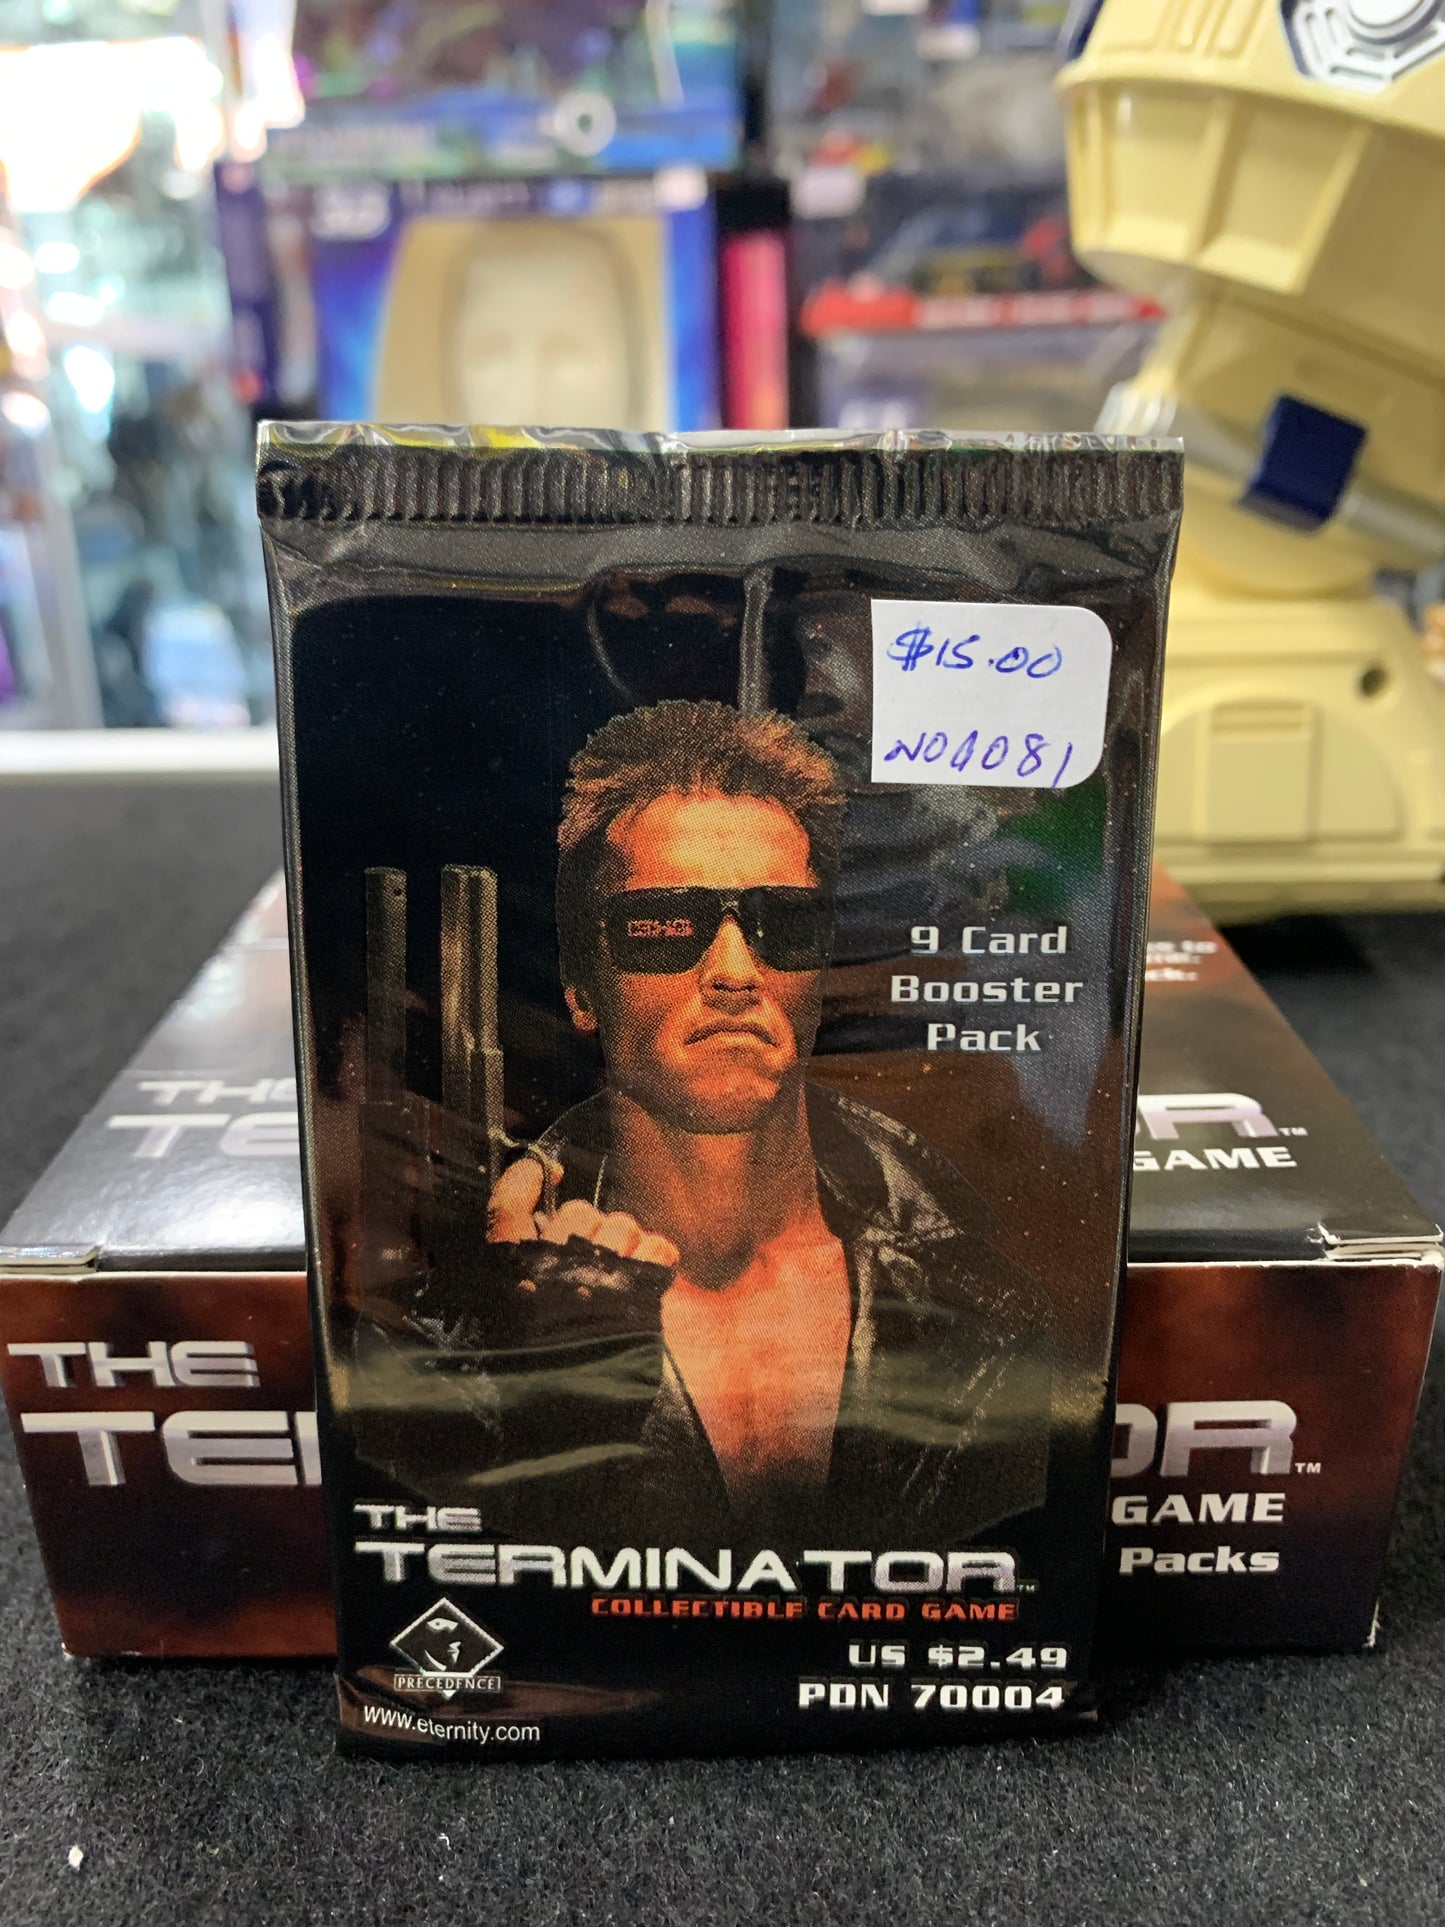 $15.00
N04081
9 Card
Booster
Pack
THE
TERMINATOR™
COLLECTIBLE CARD GAME
PRECEDENCE
US $2.49
PDN 70004
www.eternity.com
THE
GAME
THE
GAME
Packs